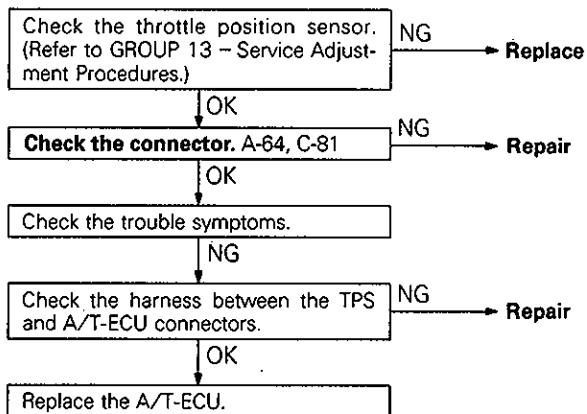 Check the throttle position sensor.
(Refer to GROUP 13 – Service Adjust-
ment Procedures.)
NG
Replace
OK
Check the connector. A-64, C-81
NG
Repair
OK
Check the trouble symptoms.
NG
Check the harness between the TPS
and A/T-ECU connectors.
NG
Repair
OK
Replace the A/T-ECU.